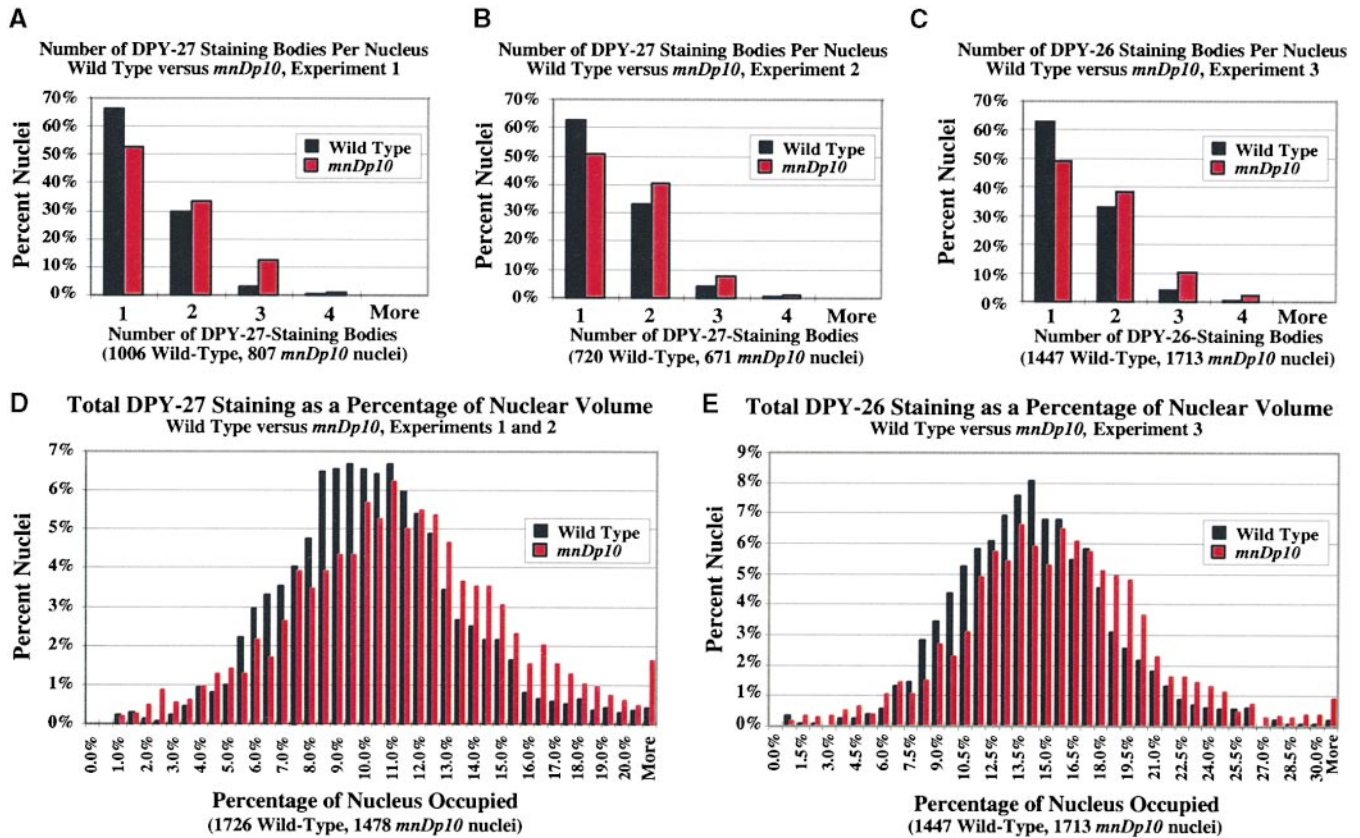 A
Number of DPY-27 Staining Bodies Per Nucleus
Wild Type versus mnDp10, Experiment 1
70%
60%
50%
40%
30%
20%
10%
0%
Percent Nuclei
Wild Type
mnDp10
1 2 3 4 More
Number of DPY-27-Staining Bodies
(1006 Wild-Type, 807 mnDp10 nuclei)
B
Number of DPY-27 Staining Bodies Per Nucleus
Wild Type versus mnDp10, Experiment 2
70%
60%
50%
40%
30%
20%
10%
0%
Percent Nuclei
Wild Type
mnDp10
1 2 3 4 More
Number of DPY-27-Staining Bodies
(720 Wild-Type, 671 mnDp10 nuclei)
C
Number of DPY-26 Staining Bodies Per Nucleus
Wild Type versus mnDp10, Experiment 3
70%
60%
50%
40%
30%
20%
10%
0%
Percent Nuclei
Wild Type
mnDp10
1 2 3 4 More
Number of DPY-26-Staining Bodies
(1447 Wild-Type, 1713 mnDp10 nuclei)
D
Total DPY-27 Staining as a Percentage of Nuclear Volume
Wild Type versus mnDp10, Experiments 1 and 2
7%
6%
5%
4%
3%
2%
1%
0%
Percent Nuclei
Wild Type
mnDp10
0.0% 1.0% 2.0% 3.0% 4.0% 5.0% 6.0% 7.0% 8.0% 9.0% 10.0% 11.0% 12.0% 13.0% 14.0% 15.0% 16.0% 17.0% 18.0% 19.0% 20.0% More
Percentage of Nucleus Occupied
(1726 Wild-Type, 1478 mnDp10 nuclei)
E
Total DPY-26 Staining as a Percentage of Nuclear Volume
Wild Type versus mnDp10, Experiment 3
9%
8%
7%
6%
5%
4%
3%
2%
1%
0%
Percent Nuclei
Wild Type
mnDp10
0.0% 1.5% 3.0% 4.5% 6.0% 7.5% 9.0% 10.5% 12.0% 13.5% 15.0% 16.5% 18.0% 19.5% 21.0% 22.5% 24.0% 25.5% 27.0% 28.5% 30.0% More
Percentage of Nucleus Occupied
(1447 Wild-Type, 1713 mnDp10 nuclei)